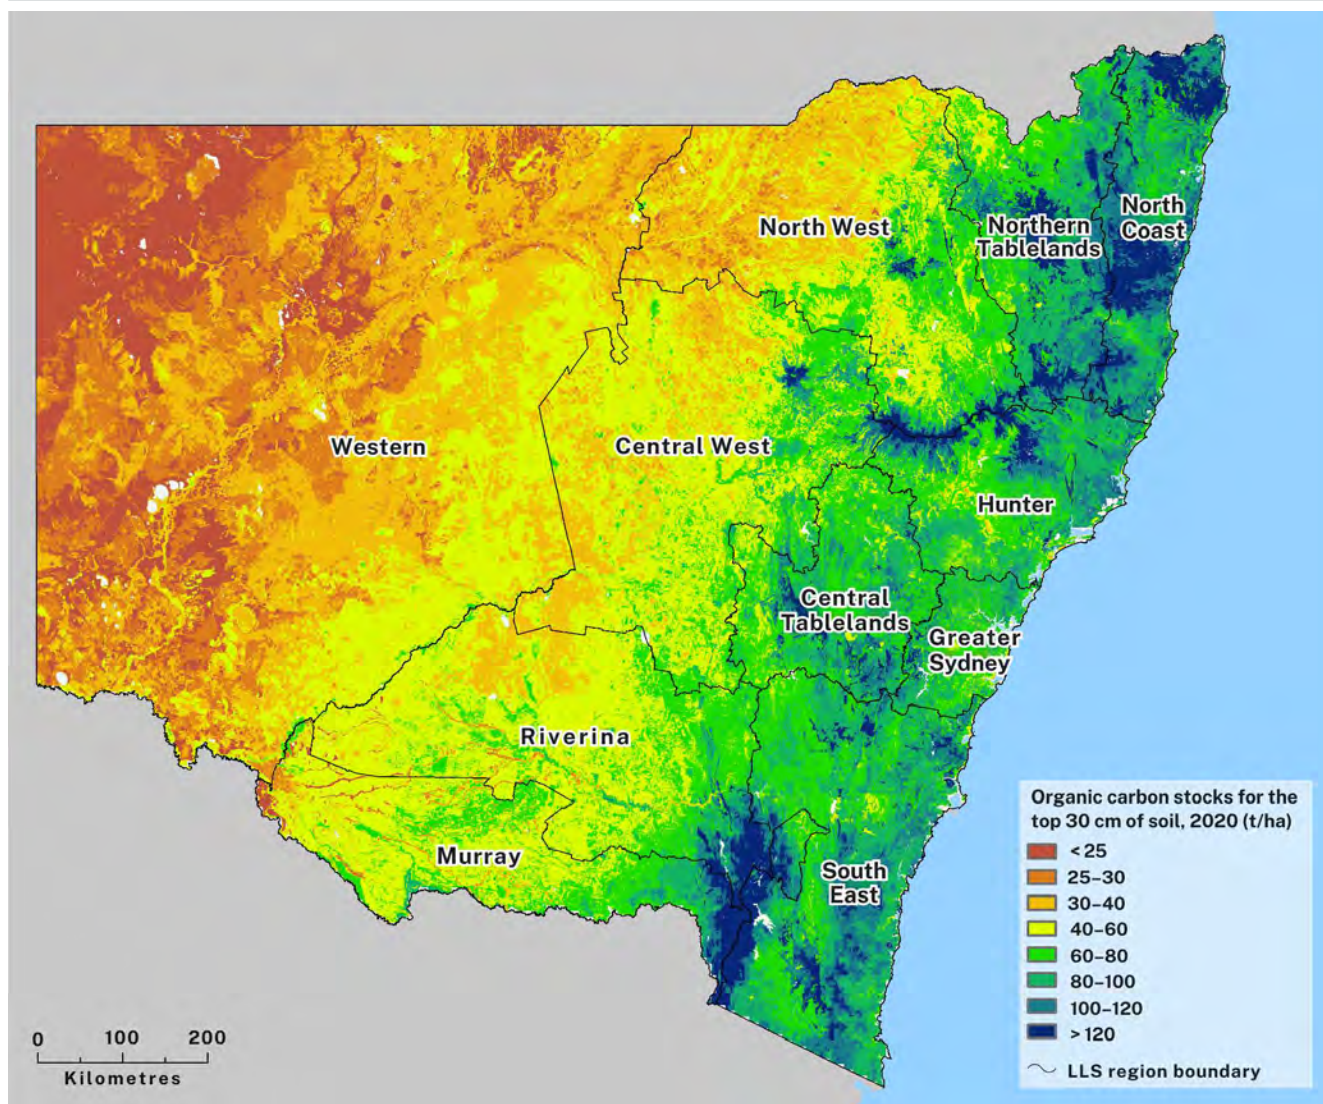 North West
Northern
Tablelands
North
Coast
Western
Central West
Hunter
Central
Tablelands
Greater
Sydney
Riverina
Murray
South
East
Organic carbon stocks for the
top 30 cm of soil, 2020 (t/ha)
< 25
25–30
30–40
40–60
60–80
80–100
100–120
> 120
LLS region boundary
0 100 200
Kilometres